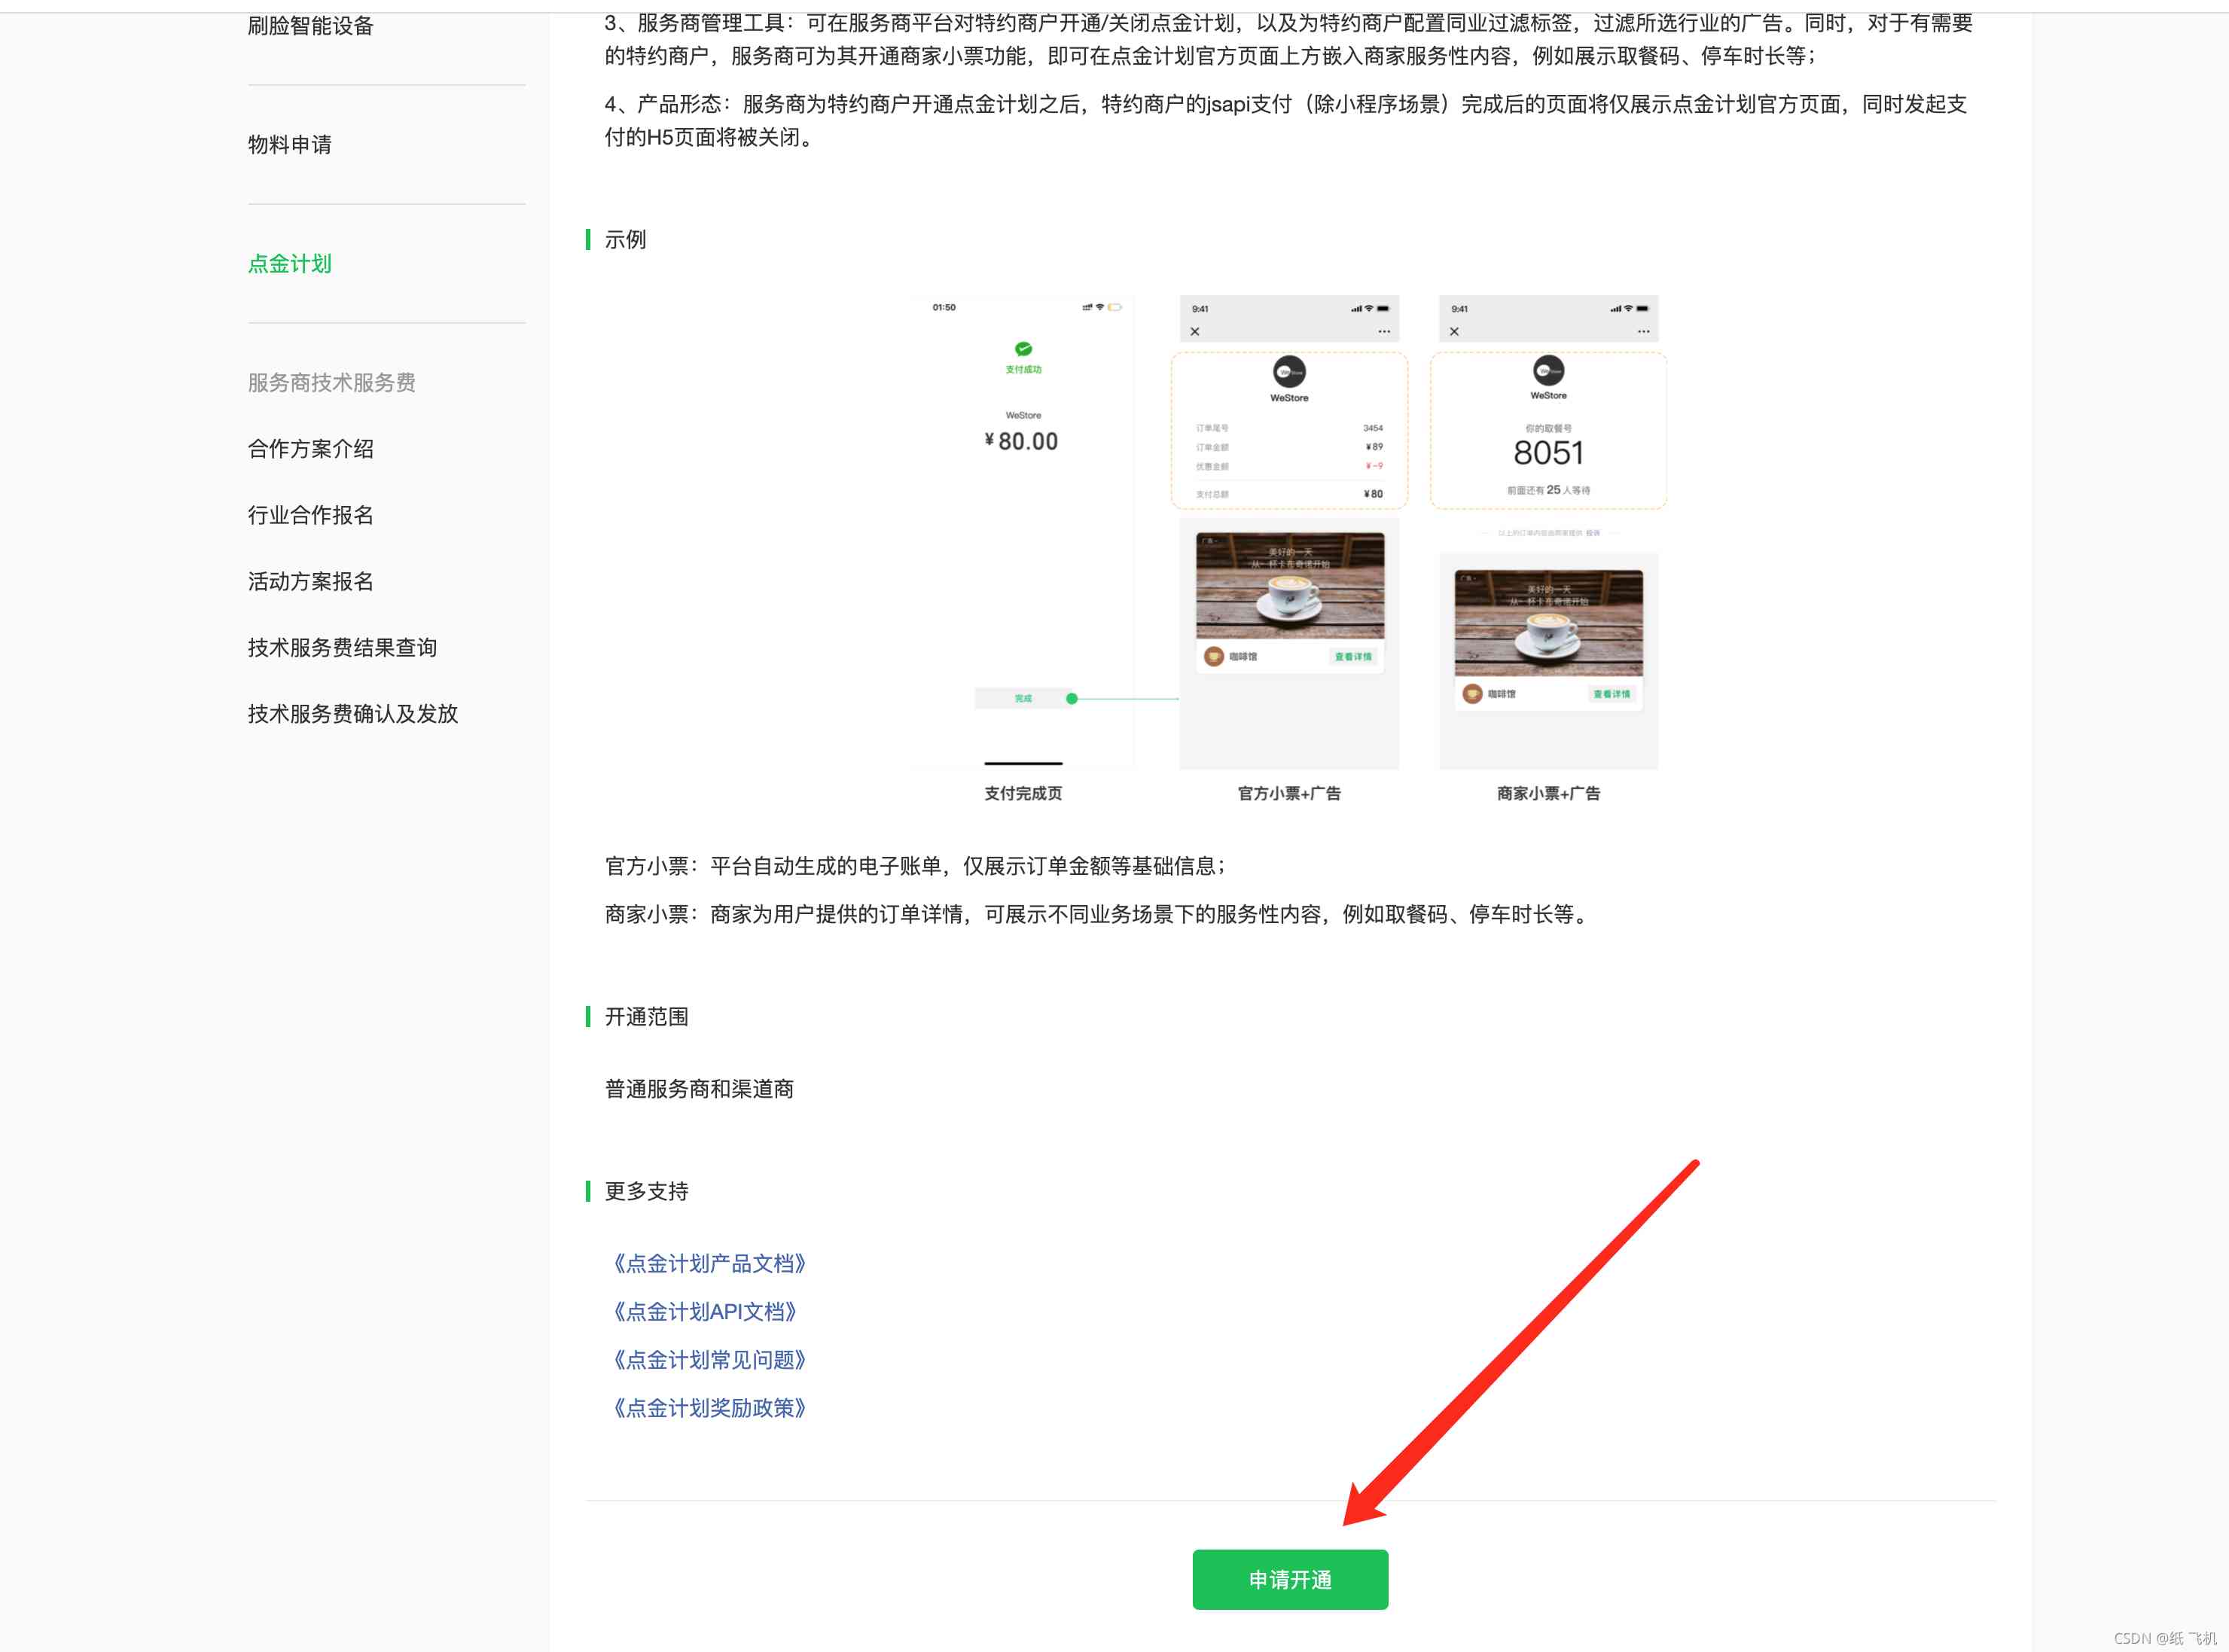 刷脸智能设备
物料申请
点金计划
服务商技术服务费
合作方案介绍
行业合作报名
活动方案报名
技术服务费结果查询
技术服务费确认及发放
3、服务商管理工具：可在服务商平台对特约商户开通/关闭点金计划，以及为特约商户配置同业过滤标签，过滤所选行业的广告。同时，对于有需要
的特约商户，服务商可为其开通商家小票功能，即可在点金计划官方页面上方嵌入商家服务性内容，例如展示取餐码、停车时长等；
4、产品形态：服务商为特约商户开通点金计划之后，特约商户的jsapi支付（除小程序场景）完成后的页面将仅展示点金计划官方页面，同时发起支
付的H5页面将被关闭。
示例
01:50
支付成功
WeStore
¥80.00
完成
支付完成页
9:41
WeStore
订单尾号 3454
订单金额 ¥89
优惠金额 ¥-9
支付总额 ¥80
广告
美好的一天
从一杯卡布奇诺开始
咖啡馆 查看详情
官方小票+广告
9:41
WeStore
你的取餐号
8051
前面还有 25 人等待
以上的订单内容由商家提供 投诉
广告
美好的一天
从一杯卡布奇诺开始
咖啡馆 查看详情
商家小票+广告
官方小票：平台自动生成的电子账单，仅展示订单金额等基础信息；
商家小票：商家为用户提供的订单详情，可展示不同业务场景下的服务性内容，例如取餐码、停车时长等。
开通范围
普通服务商和渠道商
更多支持
《点金计划产品文档》
《点金计划API文档》
《点金计划常见问题》
《点金计划奖励政策》
申请开通
CSDN @纸飞机